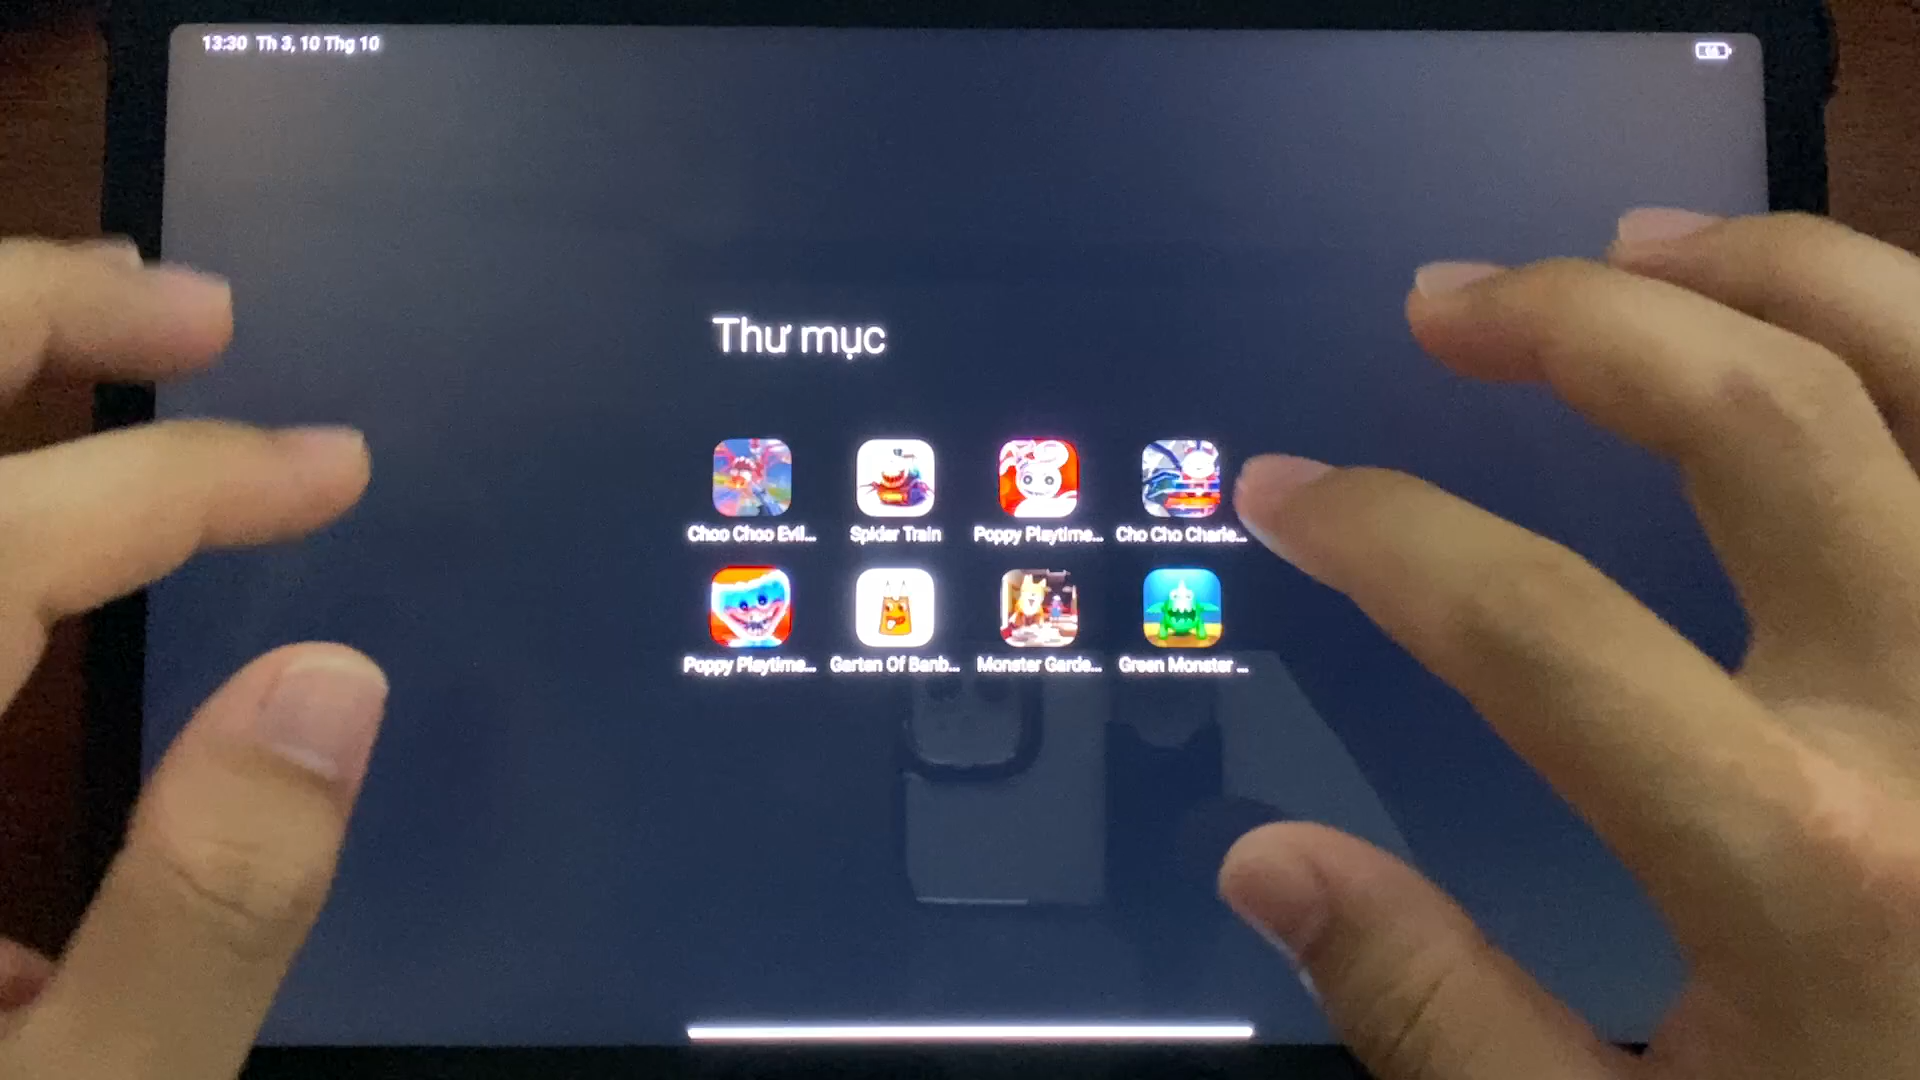 13:30 Th 3, 10 Thg 10
Thư mục
Choo Choo Evil...
Spider Train
Poppy Playtime...
Cho Cho Charle...
Poppy Playtime...
Garten Of Banb...
Monster Garde...
Green Monster ...